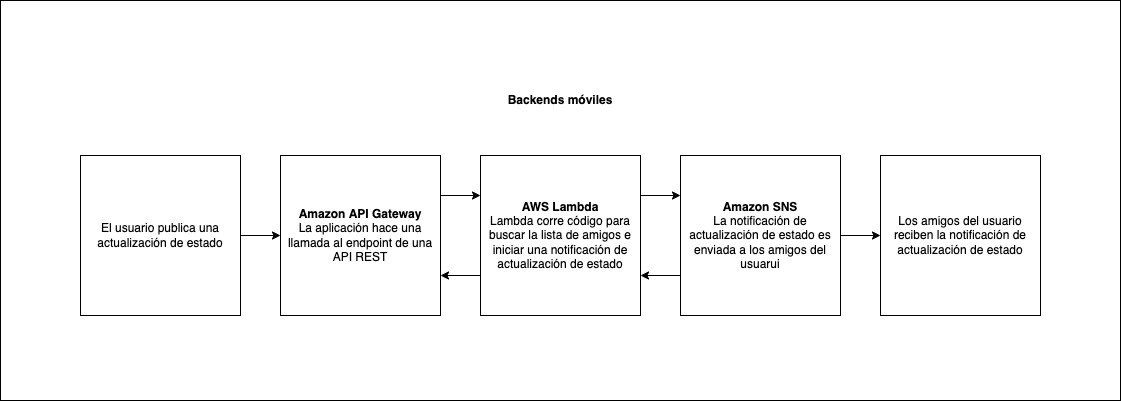 Backends móviles
El usuario publica una
actualización de estado
Amazon API Gateway
La aplicación hace una
llamada al endpoint de una
API REST
AWS Lambda
Lambda corre código para
buscar la lista de amigos e
iniciar una notificación de
actualización de estado
Amazon SNS
La notificación de
actualización de estado es
enviada a los amigos del
usuarui
Los amigos del usuario
reciben la notificación de
actualización de estado